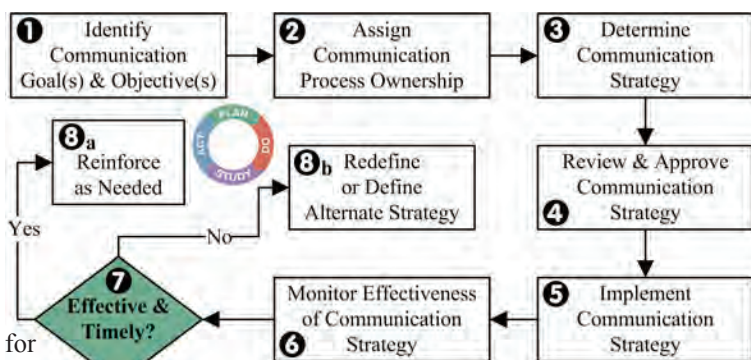 1 Identify
Communication
Goal(s) & Objective(s)
2 Assign
Communication
Process Ownership
3 Determine
Communication
Strategy
Review & Approve
Communication
4 Strategy
5 Implement
Communication
Strategy
Monitor Effectiveness
of Communication
6 Strategy
7
Effective &
Timely?
Yes
No
8a
Reinforce
as Needed
8b Redefine
or Define
Alternate Strategy
PLAN
DO
STUDY
ACT
for